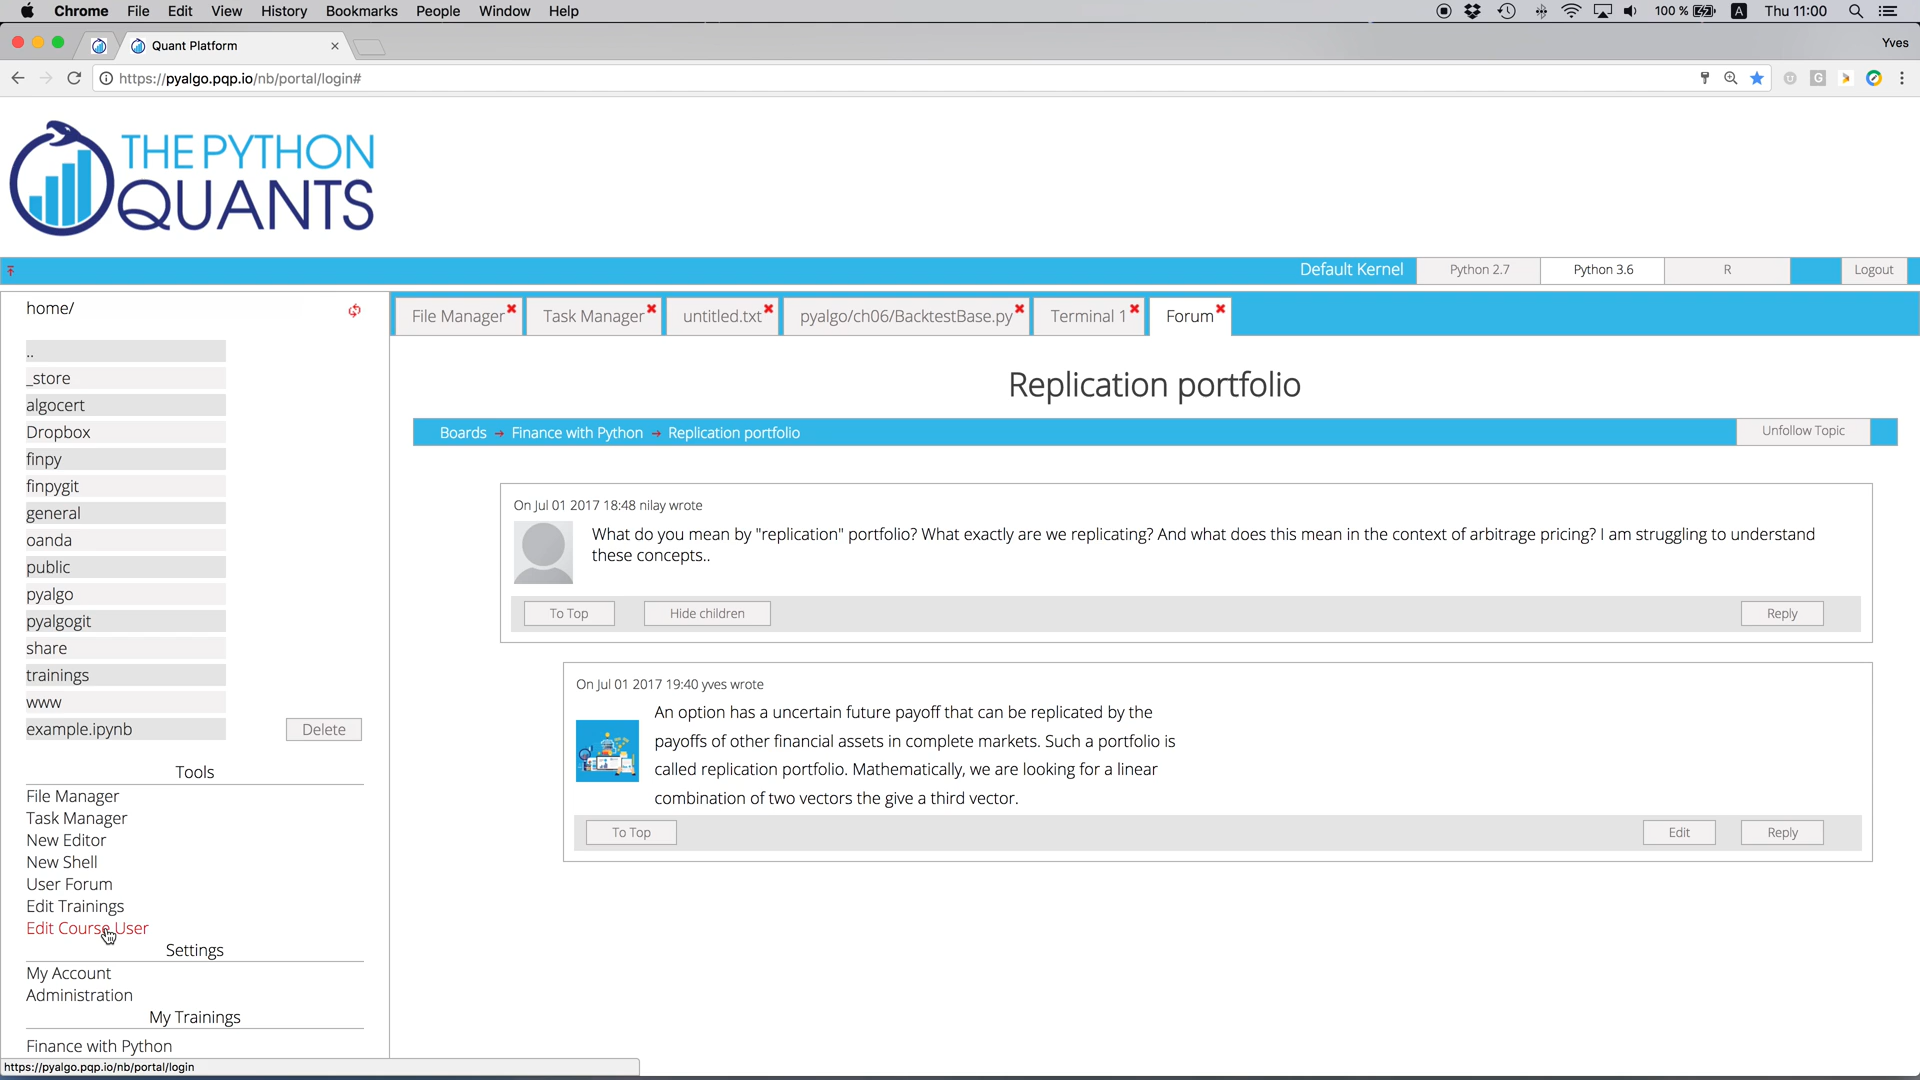 Chrome File Edit View History Bookmarks People Window Help
100 % A Thu 11:00
Quant Platform
Yves
https://pyalgo.pqp.io/nb/portal/login#
THE PYTHON
QUANTS
Default Kernel Python 2.7 Python 3.6 R Logout
home/
..
_store
algocert
Dropbox
finpy
finpygit
general
oanda
public
pyalgo
pyalgogit
share
trainings
www
example.ipynb Delete
Tools
File Manager
Task Manager
New Editor
New Shell
User Forum
Edit Trainings
Edit Course User
Settings
My Account
Administration
My Trainings
Finance with Python
https://pyalgo.pqp.io/nb/portal/login
File Manager Task Manager untitled.txt pyalgo/ch06/BacktestBase.py Terminal 1 Forum
Replication portfolio
Boards → Finance with Python → Replication portfolio Unfollow Topic
On Jul 01 2017 18:48 nilay wrote
What do you mean by "replication" portfolio? What exactly are we replicating? And what does this mean in the context of arbitrage pricing? I am struggling to understand
these concepts..
To Top Hide children Reply
On Jul 01 2017 19:40 yves wrote
An option has a uncertain future payoff that can be replicated by the
payoffs of other financial assets in complete markets. Such a portfolio is
called replication portfolio. Mathematically, we are looking for a linear
combination of two vectors the give a third vector.
To Top Edit Reply